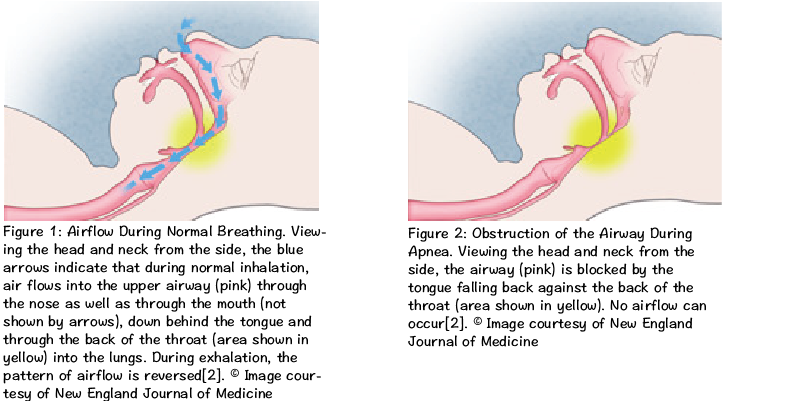 Figure 1: Airflow During Normal Breathing. View-
ing the head and neck from the side, the blue
arrows indicate that during normal inhalation,
air flows into the upper airway (pink) through
the nose as well as through the mouth (not
shown by arrows), down behind the tongue and
through the back of the throat (area shown in
yellow) into the lungs. During exhalation, the
pattern of airflow is reversed[2]. © Image cour-
tesy of New England Journal of Medicine
Figure 2: Obstruction of the Airway During
Apnea. Viewing the head and neck from the
side, the airway (pink) is blocked by the
tongue falling back against the back of the
throat (area shown in yellow). No airflow can
occur[2]. © Image courtesy of New England
Journal of Medicine